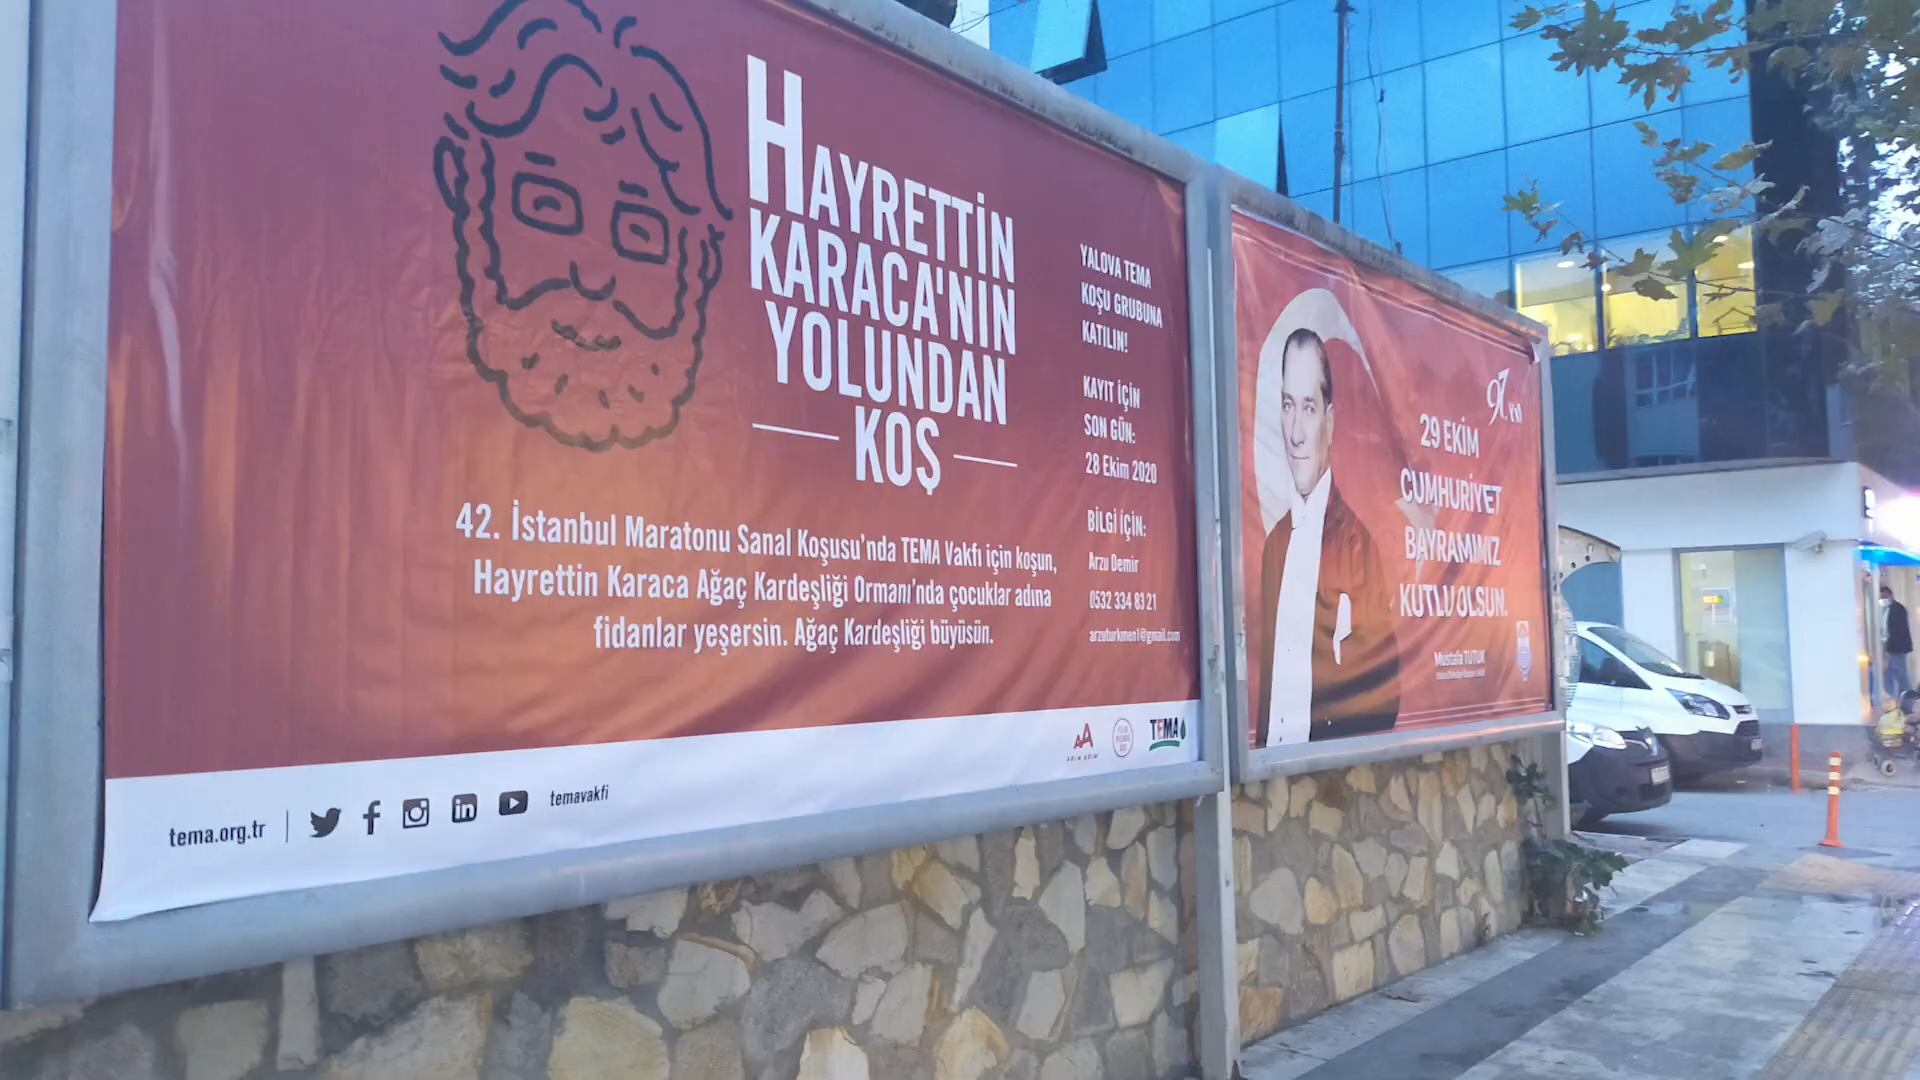 HAYRETTİN
KARACA'NIN
YOLUNDAN
KOŞ
42. İstanbul Maratonu Sanal Koşusu'nda TEMA Vakfı için koşun,
Hayrettin Karaca Ağaç Kardeşliği Ormanı'nda çocuklar adına
fidanlar yeşersin. Ağaç Kardeşliği büyüsün.
YALOVA TEMA
KOŞU GRUBUNA
KATILIN!
KAYIT İÇİN
SON GÜN:
28 Ekim 2020
BİLGİ İÇİN:
Arzu Demir
0532 334 83 21
arzuturkmen1@gmail.com
ADIM ADIM
TEMA
tema.org.tr
temavakfi
97. Yıl
29 EKİM
CUMHURİYET
BAYRAMIMIZ
KUTLU OLSUN.
Mustafa TUTUK